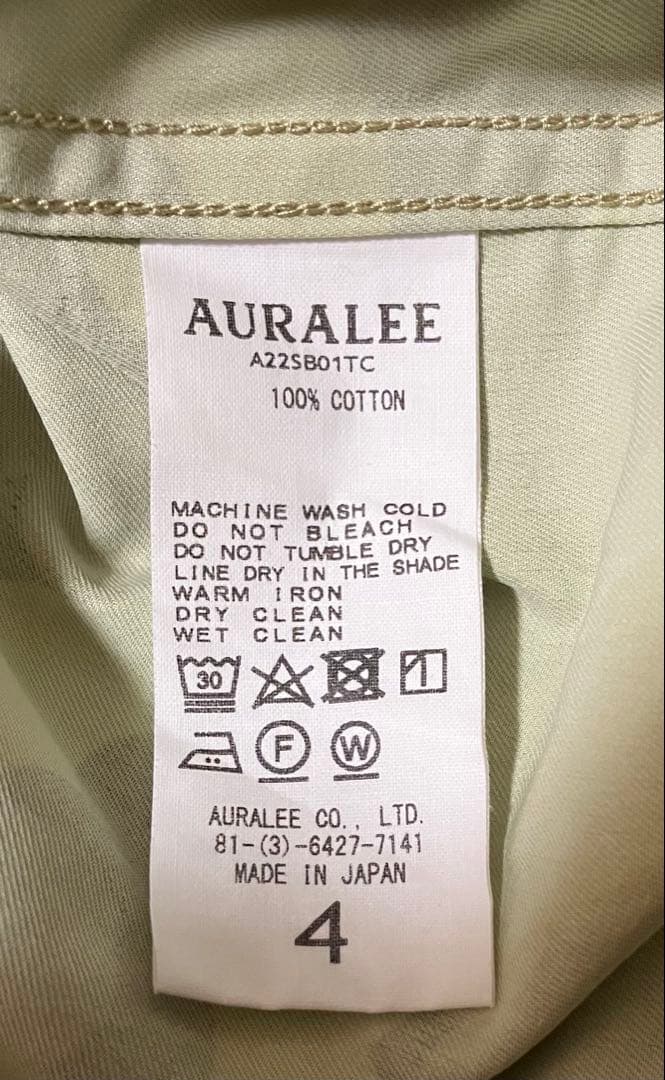 AURALEE
A22SB01TC
100% COTTON
MACHINE WASH COLD
DO NOT BLEACH
DO NOT TUMBLE DRY
LINE DRY IN THE SHADE
WARM IRON
DRY CLEAN
WET CLEAN
30
F W
AURALEE CO., LTD.
81-(3)-6427-7141
MADE IN JAPAN
4